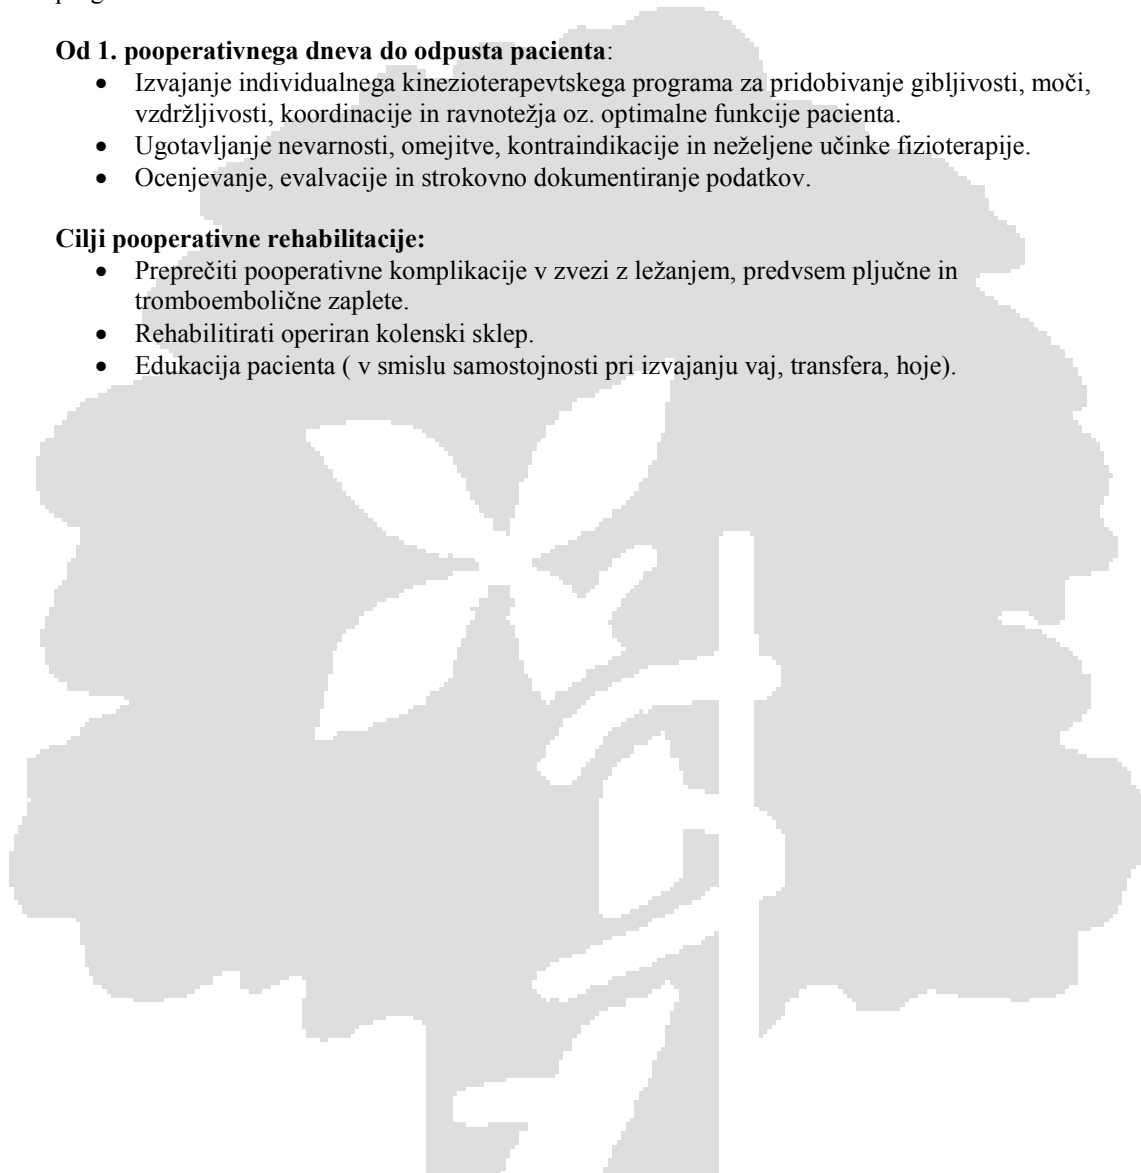 Od 1. pooperativnega dneva do odpusta pacienta:
• Izvajanje individualnega kinezioterapevtskega programa za pridobivanje gibljivosti, moči,
vzdržljivosti, koordinacije in ravnotežja oz. optimalne funkcije pacienta.
• Ugotavljanje nevarnosti, omejitve, kontraindikacije in neželjene učinke fizioterapije.
• Ocenjevanje, evalvacije in strokovno dokumentiranje podatkov.
Cilji pooperativne rehabilitacije:
• Preprečiti pooperativne komplikacije v zvezi z ležanjem, predvsem pljučne in
tromboembolične zaplete.
• Rehabilitirati operiran kolenski sklep.
• Edukacija pacienta ( v smislu samostojnosti pri izvajanju vaj, transfera, hoje).